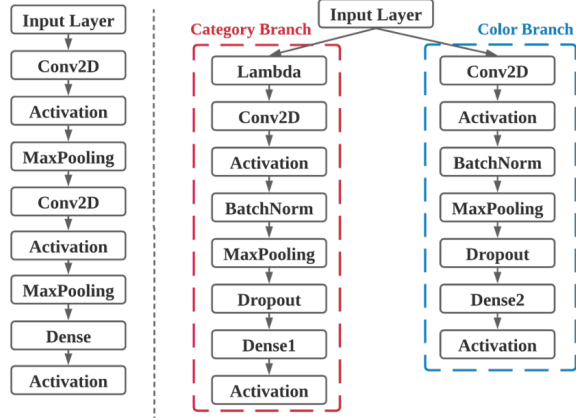 Input Layer
Conv2D
Activation
MaxPooling
Conv2D
Activation
MaxPooling
Dense
Activation
Input Layer
Category Branch
Lambda
Conv2D
Activation
BatchNorm
MaxPooling
Dropout
Dense1
Activation
Color Branch
Conv2D
Activation
BatchNorm
MaxPooling
Dropout
Dense2
Activation